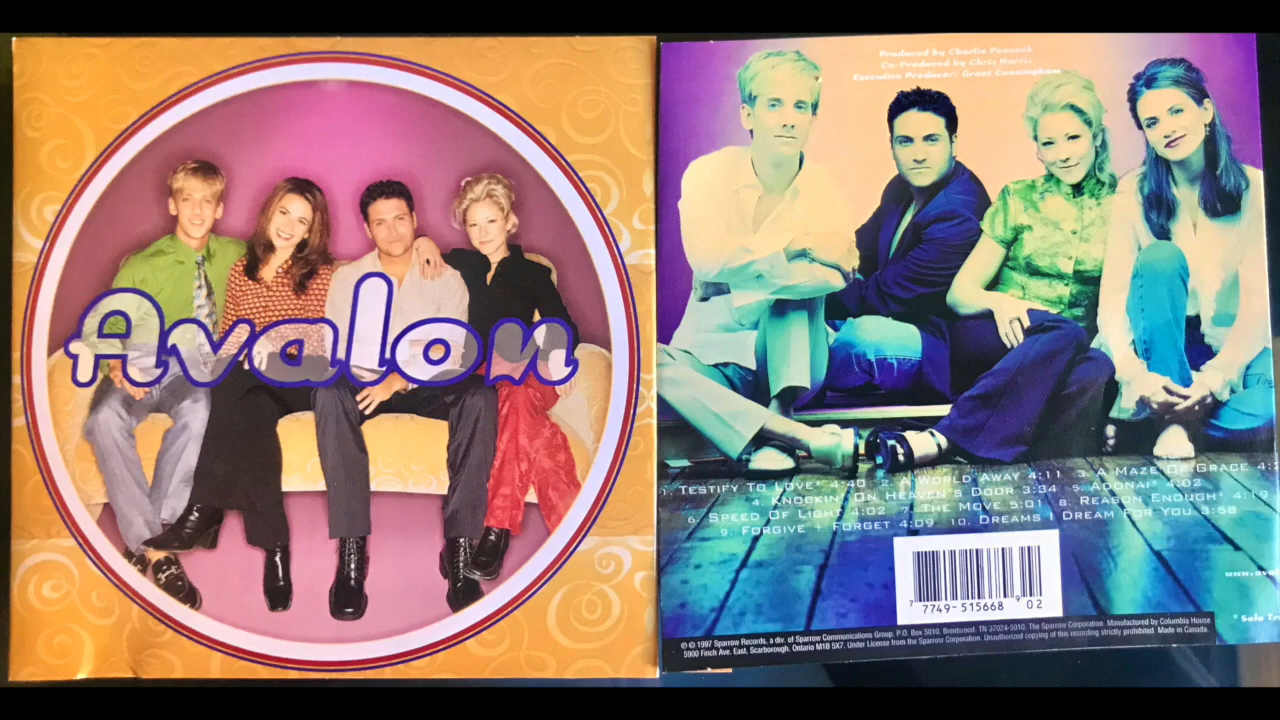 Avalon
Produced by Charlie Peacock
Co-Produced by Chris Harris
Executive Producer: Grant Cunningham
1. TESTIFY TO LOVE* 4:40 2. A WORLD AWAY 4:11 3. A MAZE OF GRACE
4. KNOCKIN' ON HEAVEN'S DOOR 3:34 5. ADONAI* 4:02
6. SPEED OF LIGHT 4:02 7. THE MOVE 5:01 8. REASON ENOUGH* 4:19
9. FORGIVE + FORGET 4:09 10. DREAMS I DREAM FOR YOU 3:58
7 7749-515668 9 02
* Solo
℗ © 1997 Sparrow Records, a div. of Sparrow Communications Group. P.O. Box 5010, Brentwood, TN 37024-5010. The Sparrow Corporation. Manufactured by Columbia House
5900 Finch Ave. East, Scarborough, Ontario M1B 5X7. Under License from the Sparrow Corporation. Unauthorized copying of this recording strictly prohibited. Made in Canada.